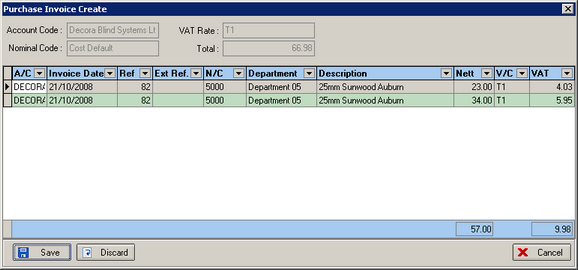 Purchase Invoice Create
Account Code : Decora Blind Systems Lt VAT Rate : T1
Nominal Code : Cost Default Total : 66.98
A/C Invoice Date Ref Ext Ref. N/C Department Description Nett V/C VAT
DECORA 21/10/2008 82 5000 Department 05 25mm Sunwood Auburn 23.00 T1 4.03
DECORA 21/10/2008 82 5000 Department 05 25mm Sunwood Auburn 34.00 T1 5.95
57.00 9.98
Save Discard Cancel